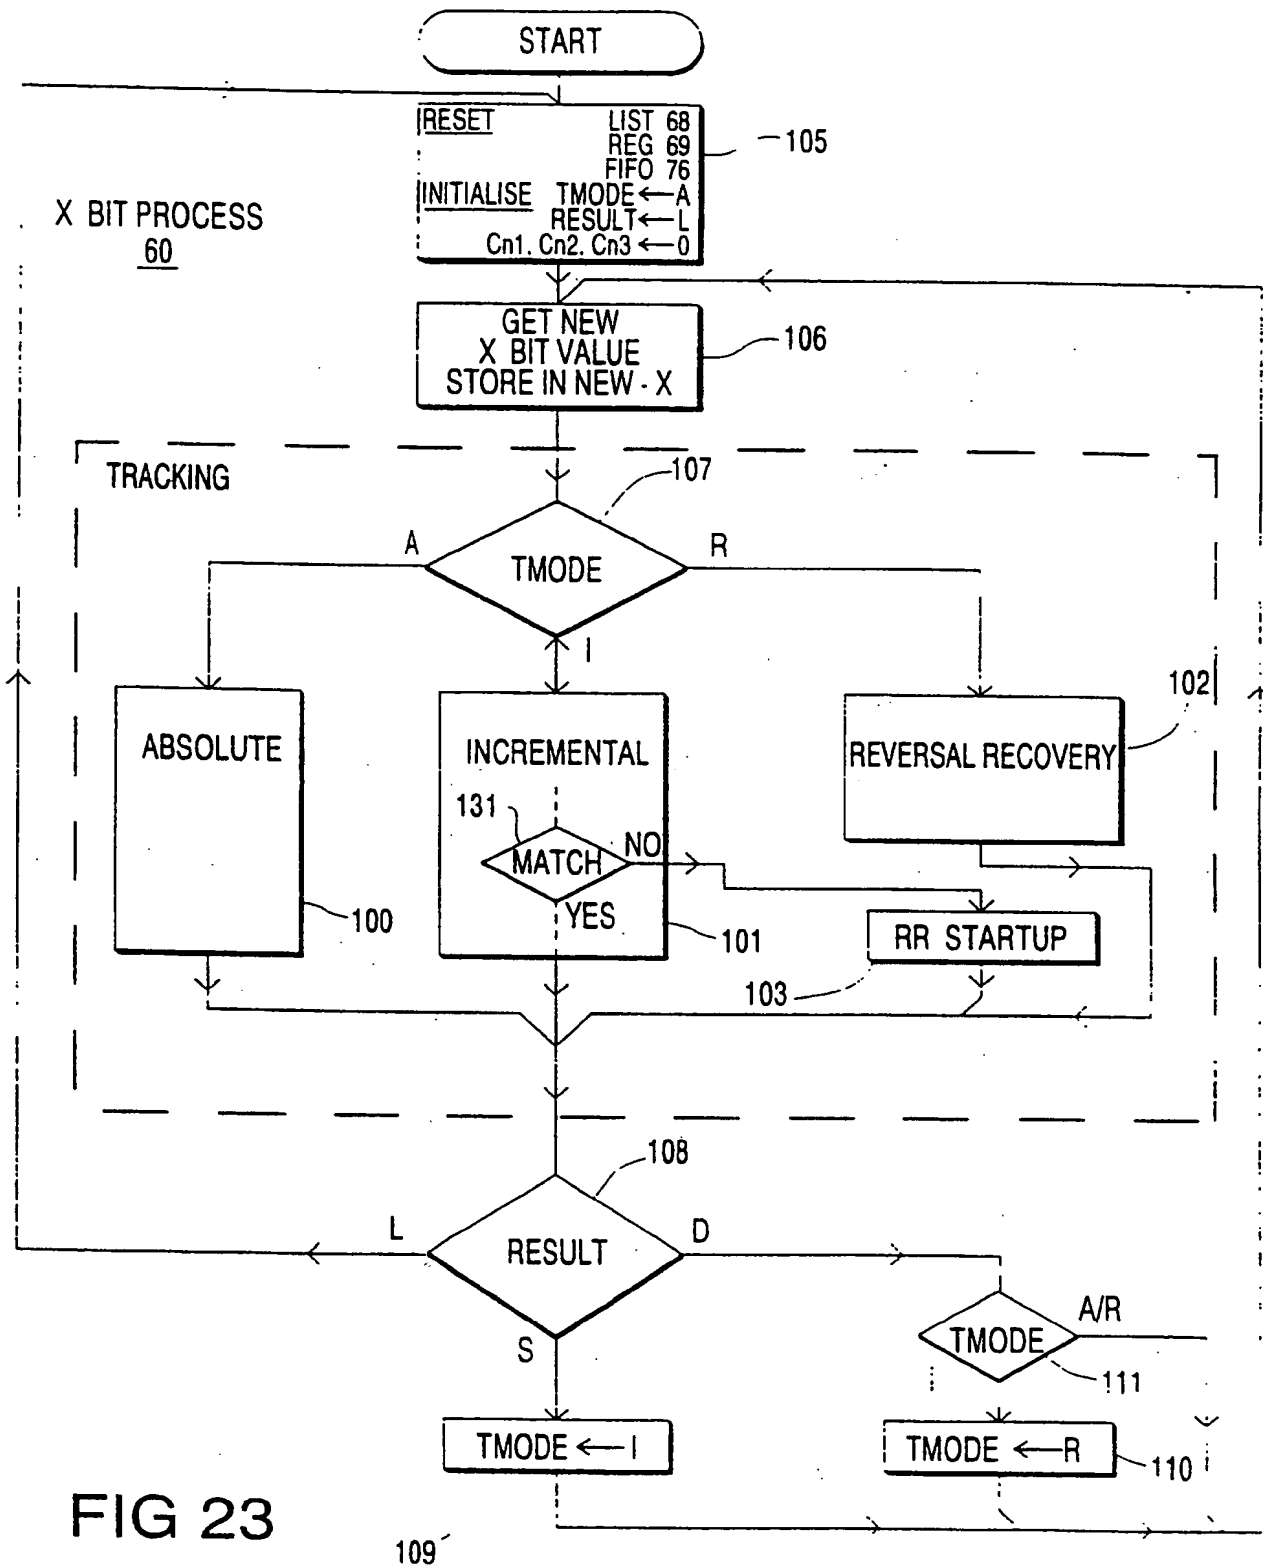 START
RESET LIST 68
REG 69
FIFO 76
INITIALISE TMODE ← A
RESULT ← L
Cn1. Cn2. Cn3 ← 0
105
X BIT PROCESS
60
GET NEW
X BIT VALUE
STORE IN NEW - X
106
TRACKING
107
A
TMODE
R
I
102
ABSOLUTE
INCREMENTAL
REVERSAL RECOVERY
131
MATCH
NO
YES
100
101
RR STARTUP
103
108
L
RESULT
D
S
A/R
TMODE
111
TMODE ← I
TMODE ← R
110
FIG 23
109